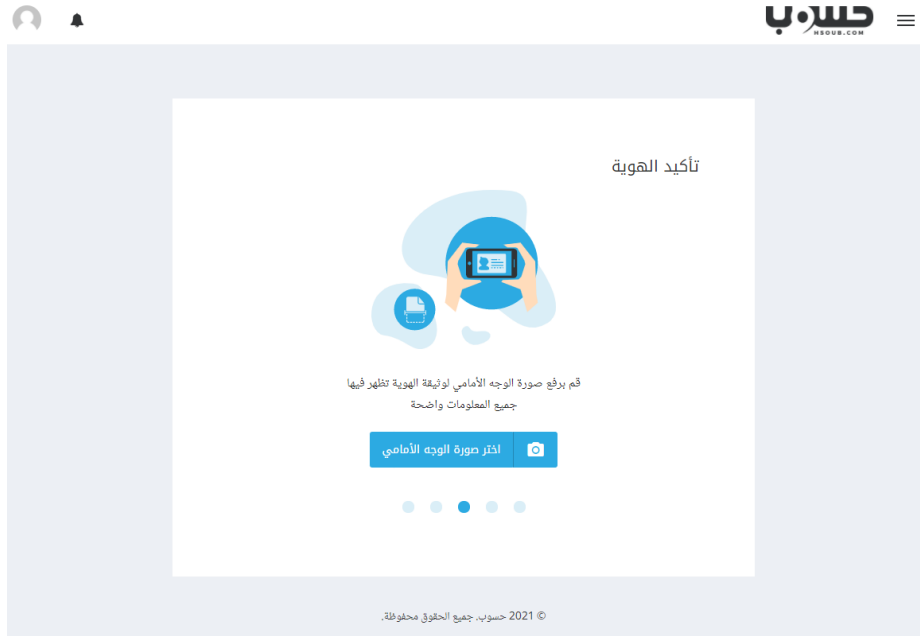 حسوب
HSOUB.COM
تأكيد الهوية
قم برفع صورة الوجه الأمامي لوثيقة الهوية تظهر فيها
جميع المعلومات واضحة
اختر صورة الوجه الأمامي
© 2021 حسوب. جميع الحقوق محفوظة.